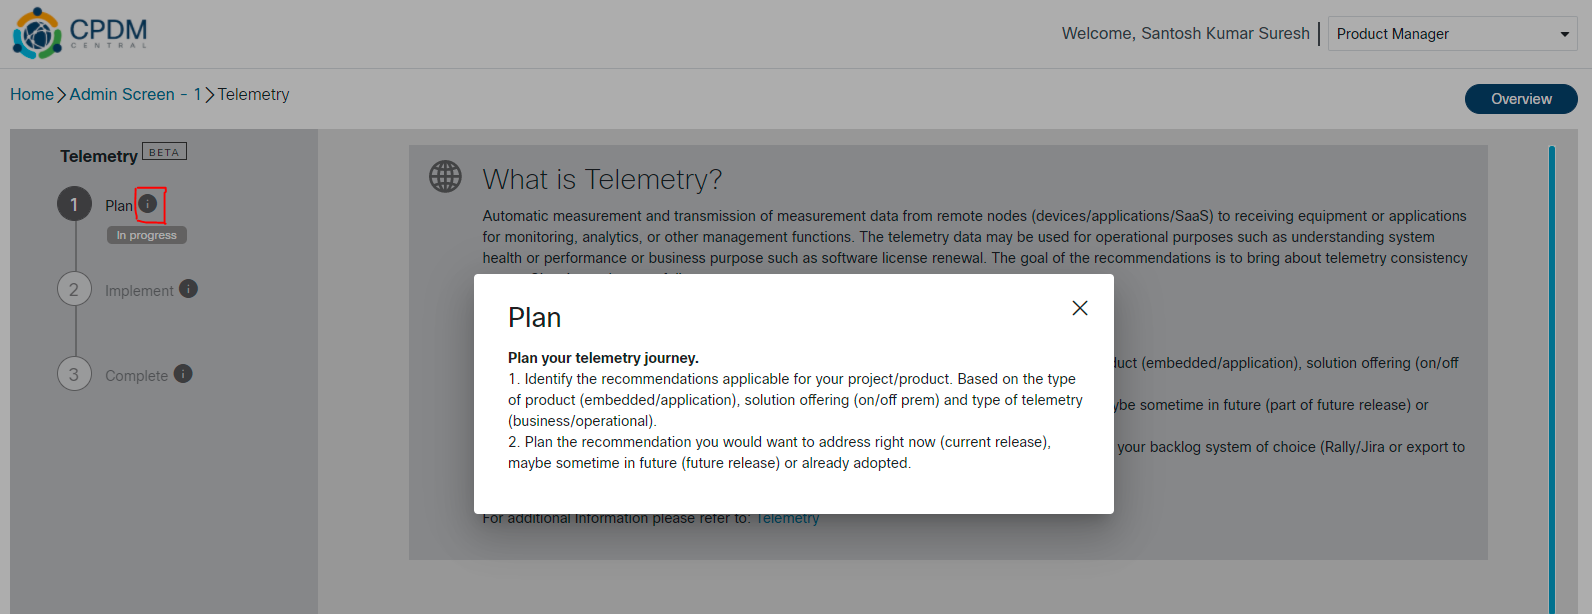 CPDM
CENTRAL
Welcome, Santosh Kumar Suresh
Product Manager
Home > Admin Screen - 1 > Telemetry
Overview
Telemetry BETA
1 Plan i
In progress
2 Implement i
3 Complete i
What is Telemetry?
Automatic measurement and transmission of measurement data from remote nodes (devices/applications/SaaS) to receiving equipment or applications
for monitoring, analytics, or other management functions. The telemetry data may be used for operational purposes such as understanding system
health or performance or business purpose such as software license renewal. The goal of the recommendations is to bring about telemetry consistency
Plan
Plan your telemetry journey.
1. Identify the recommendations applicable for your project/product. Based on the type
of product (embedded/application), solution offering (on/off prem) and type of telemetry
(business/operational).
2. Plan the recommendation you would want to address right now (current release),
maybe sometime in future (future release) or already adopted.
(embedded/application), solution offering (on/off
sometime in future (part of future release) or
your backlog system of choice (Rally/Jira or export to
For additional Information please refer to: Telemetry